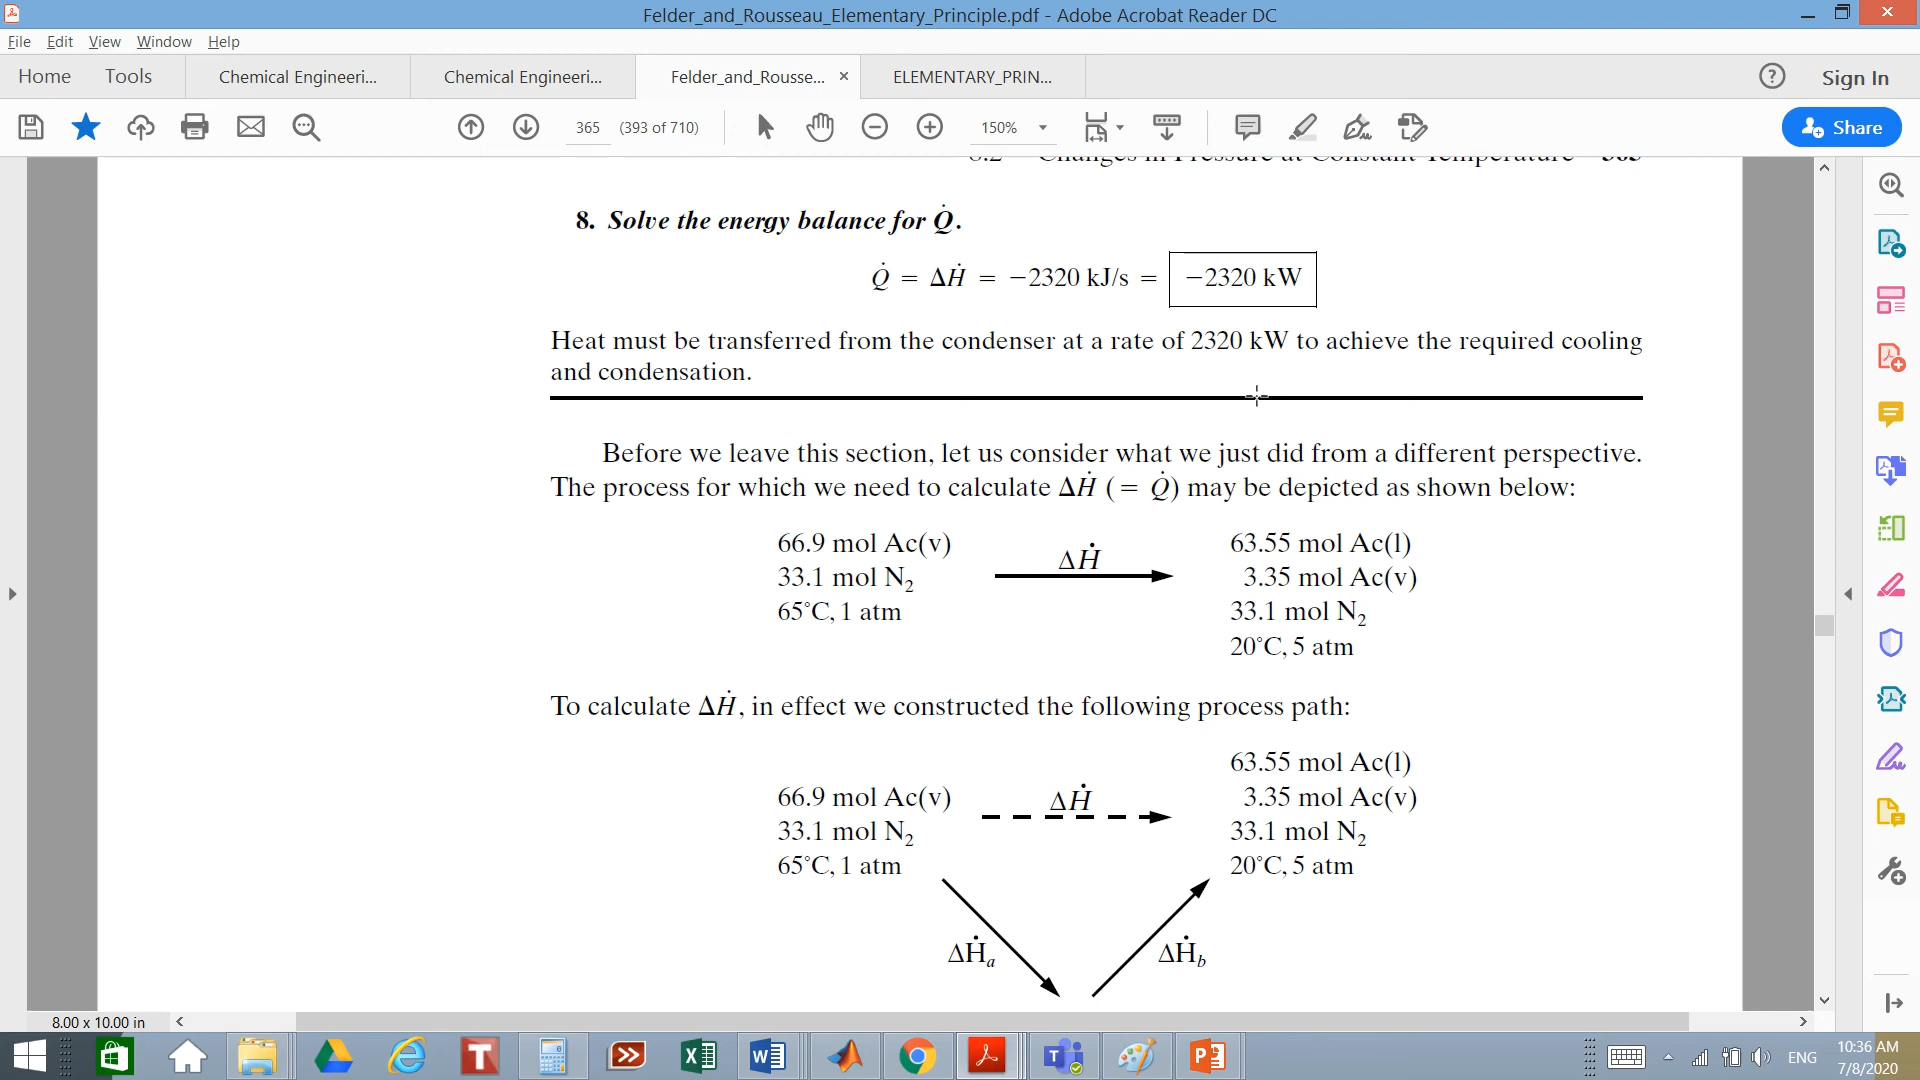 Felder_and_Rousseau_Elementary_Principle.pdf - Adobe Acrobat Reader DC
File Edit View Window Help
Home Tools Chemical Engineeri... Chemical Engineeri... Felder_and_Rousse... × ELEMENTARY_PRIN... Sign In
365 (393 of 710) 150% Share
8. Solve the energy balance for Q̇.
Q̇ = ΔḢ = −2320 kJ/s = −2320 kW
Heat must be transferred from the condenser at a rate of 2320 kW to achieve the required cooling
and condensation.
Before we leave this section, let us consider what we just did from a different perspective.
The process for which we need to calculate ΔḢ (= Q̇) may be depicted as shown below:
66.9 mol Ac(v)
33.1 mol N₂
65°C, 1 atm
ΔḢ
63.55 mol Ac(l)
3.35 mol Ac(v)
33.1 mol N₂
20°C, 5 atm
To calculate ΔḢ, in effect we constructed the following process path:
66.9 mol Ac(v)
33.1 mol N₂
65°C, 1 atm
ΔḢ
63.55 mol Ac(l)
3.35 mol Ac(v)
33.1 mol N₂
20°C, 5 atm
ΔḢa
ΔḢb
8.00 x 10.00 in
ENG
10:36 AM
7/8/2020